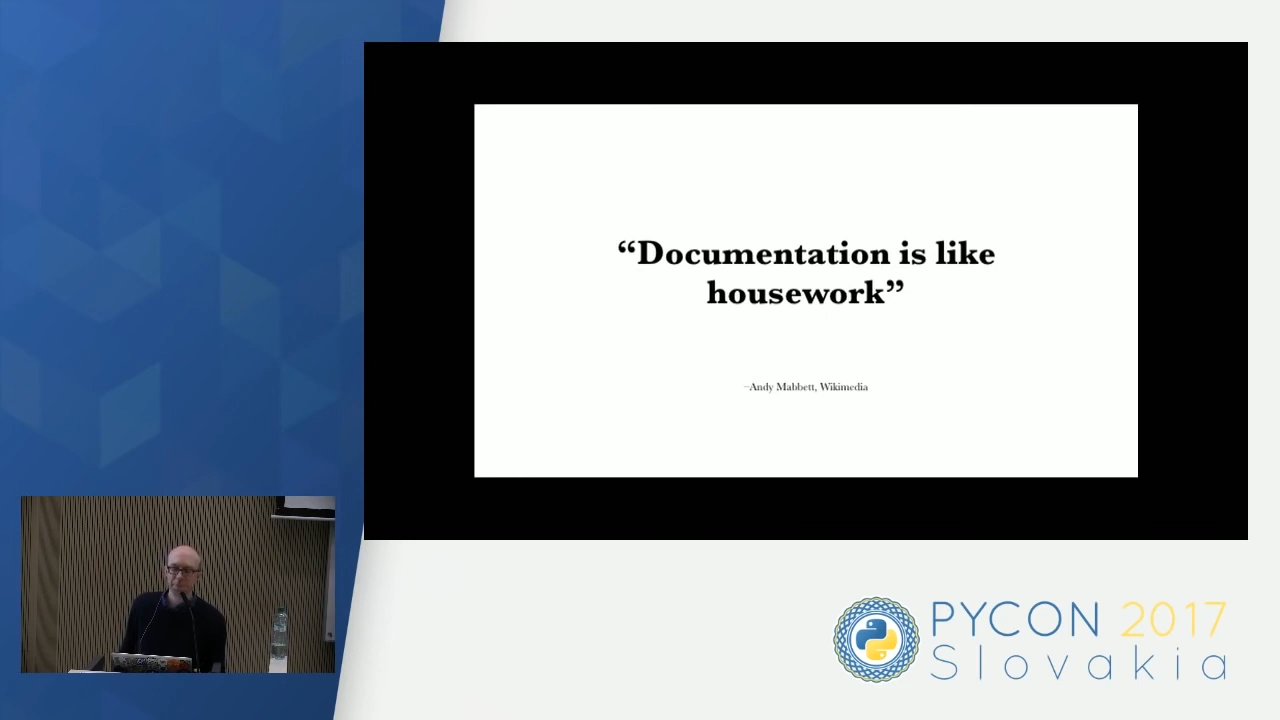 “Documentation is like
housework”
–Andy Mabbett, Wikimedia
PYCON 2017
Slovakia